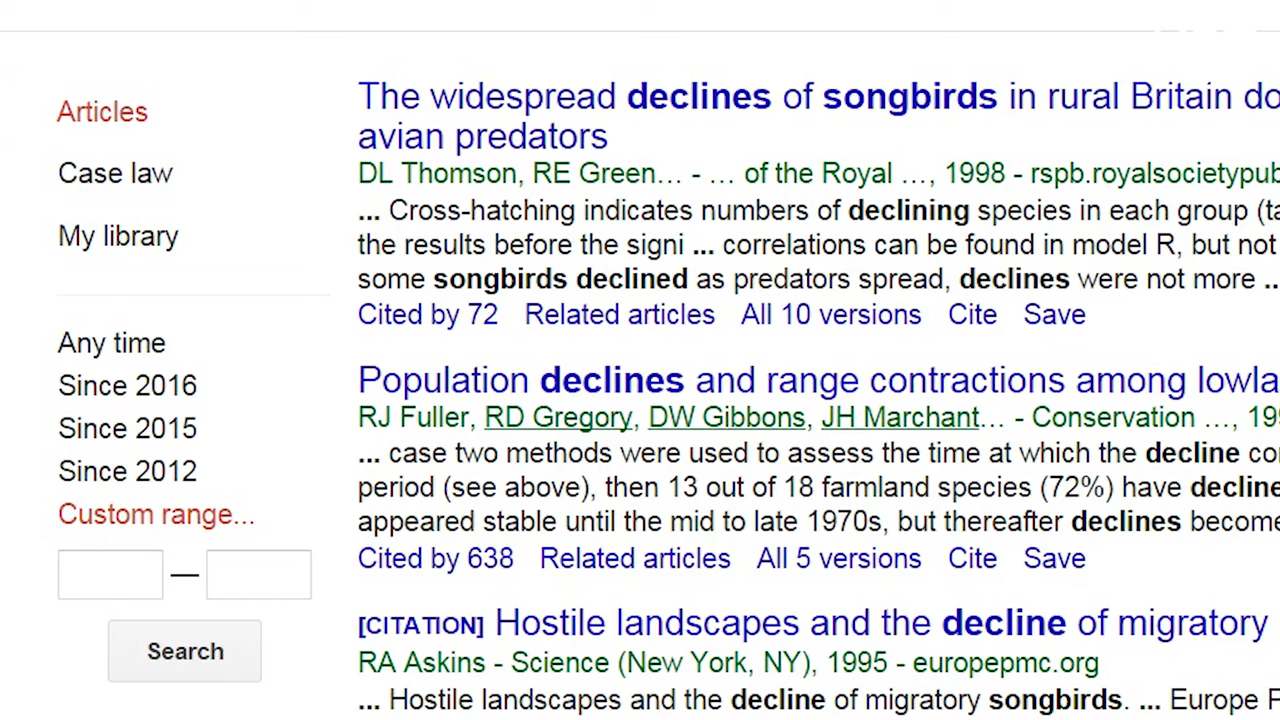 Articles
Case law
My library
Any time
Since 2016
Since 2015
Since 2012
Custom range...
—
Search
The widespread declines of songbirds in rural Britain do
avian predators
DL Thomson, RE Green… - … of the Royal …, 1998 - rspb.royalsocietypub
... Cross-hatching indicates numbers of declining species in each group (ta
the results before the signi ... correlations can be found in model R, but not
some songbirds declined as predators spread, declines were not more ..
Cited by 72 Related articles All 10 versions Cite Save
Population declines and range contractions among lowla
RJ Fuller, RD Gregory, DW Gibbons, JH Marchant… - Conservation …, 199
... case two methods were used to assess the time at which the decline co
period (see above), then 13 out of 18 farmland species (72%) have decline
appeared stable until the mid to late 1970s, but thereafter declines become
Cited by 638 Related articles All 5 versions Cite Save
[CITATION] Hostile landscapes and the decline of migratory
RA Askins - Science (New York, NY), 1995 - europepmc.org
... Hostile landscapes and the decline of migratory songbirds. ... Europe P